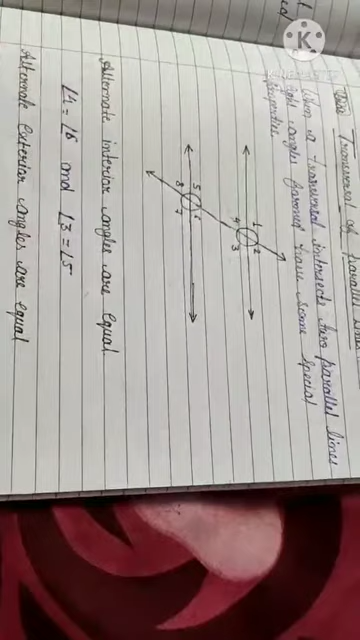 Transversal of parallel lines
When a transversal intersects two parallel lines
eight angles formed have some special
properties.
1 2
4 3
5 6
8 7
Alternate interior angles are equal.
∠4 = ∠6 and ∠3 = ∠5
Alternate Exterior angles are equal
K